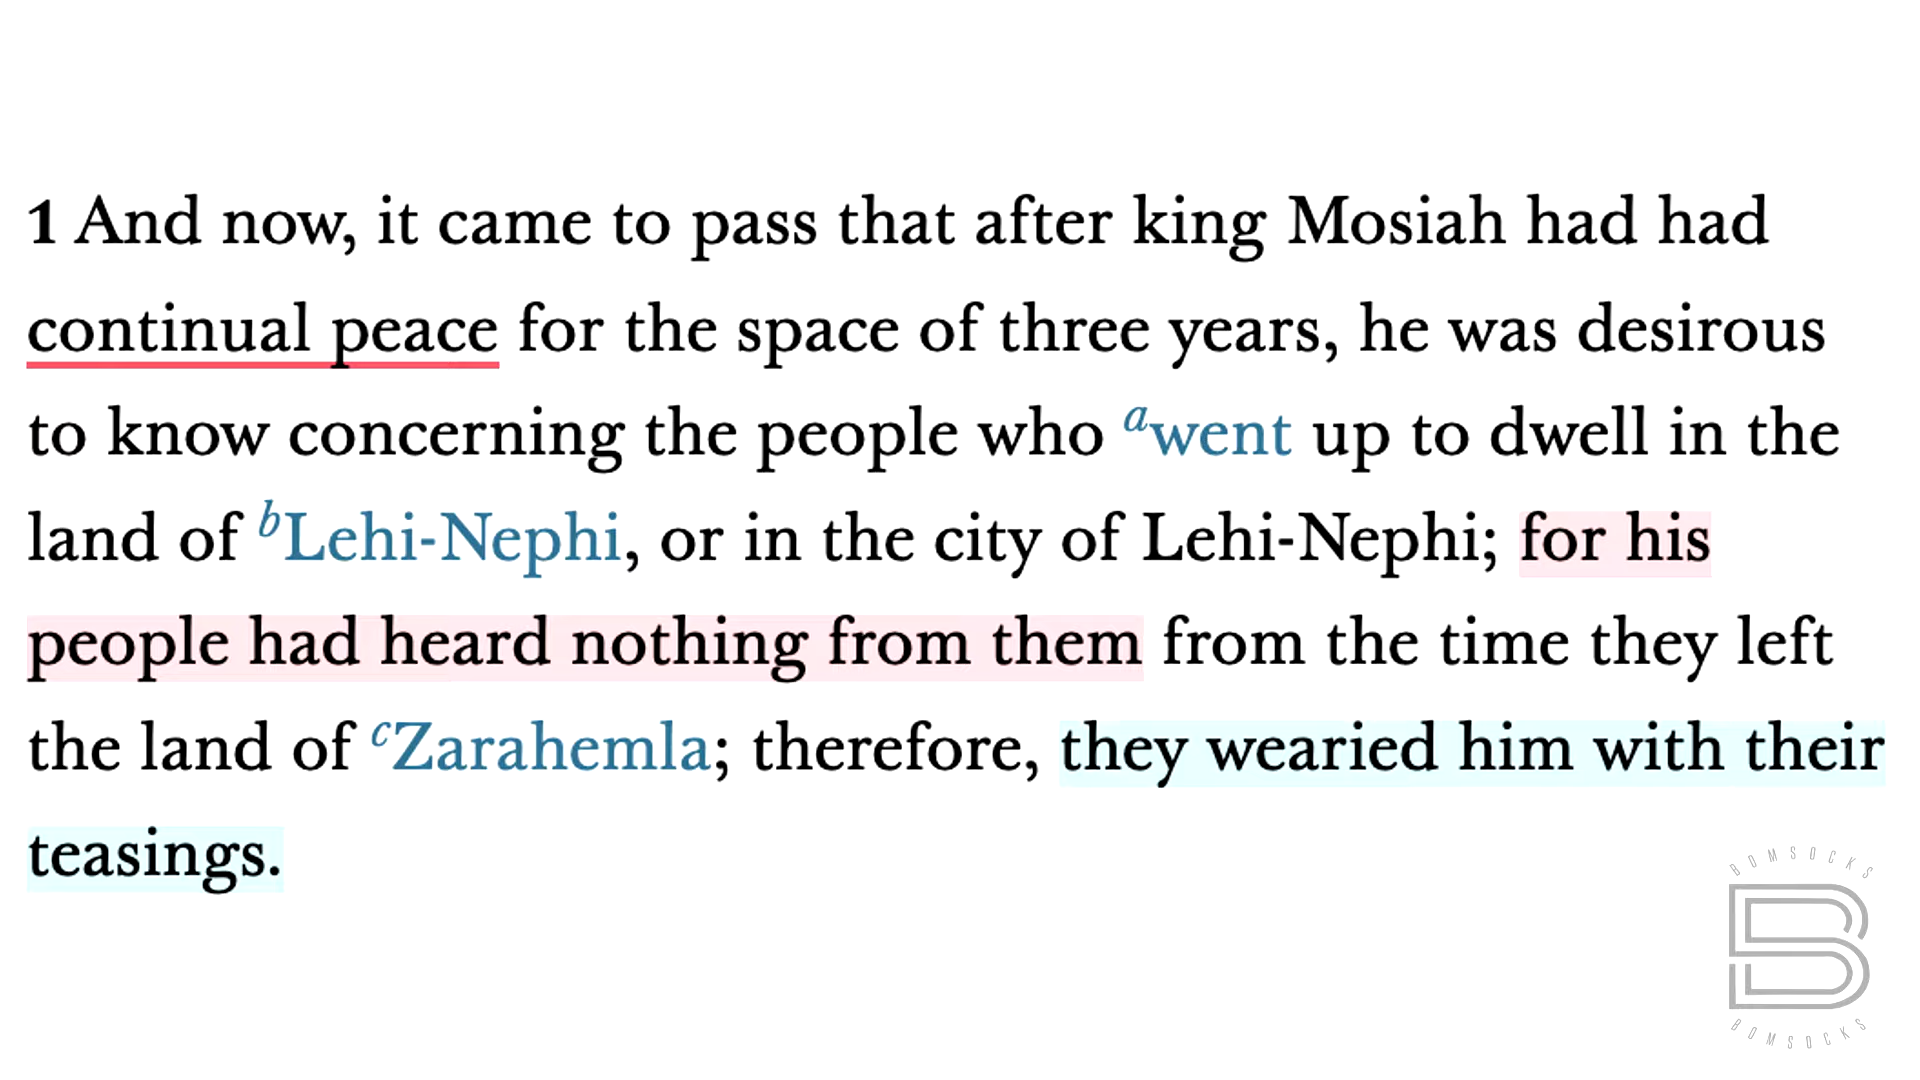 1 And now, it came to pass that after king Mosiah had had
continual peace for the space of three years, he was desirous
to know concerning the people who a went up to dwell in the
land of b Lehi-Nephi, or in the city of Lehi-Nephi; for his
people had heard nothing from them from the time they left
the land of c Zarahemla; therefore, they wearied him with their
teasings.
BOMSOCKS
B
BOMSOCKS